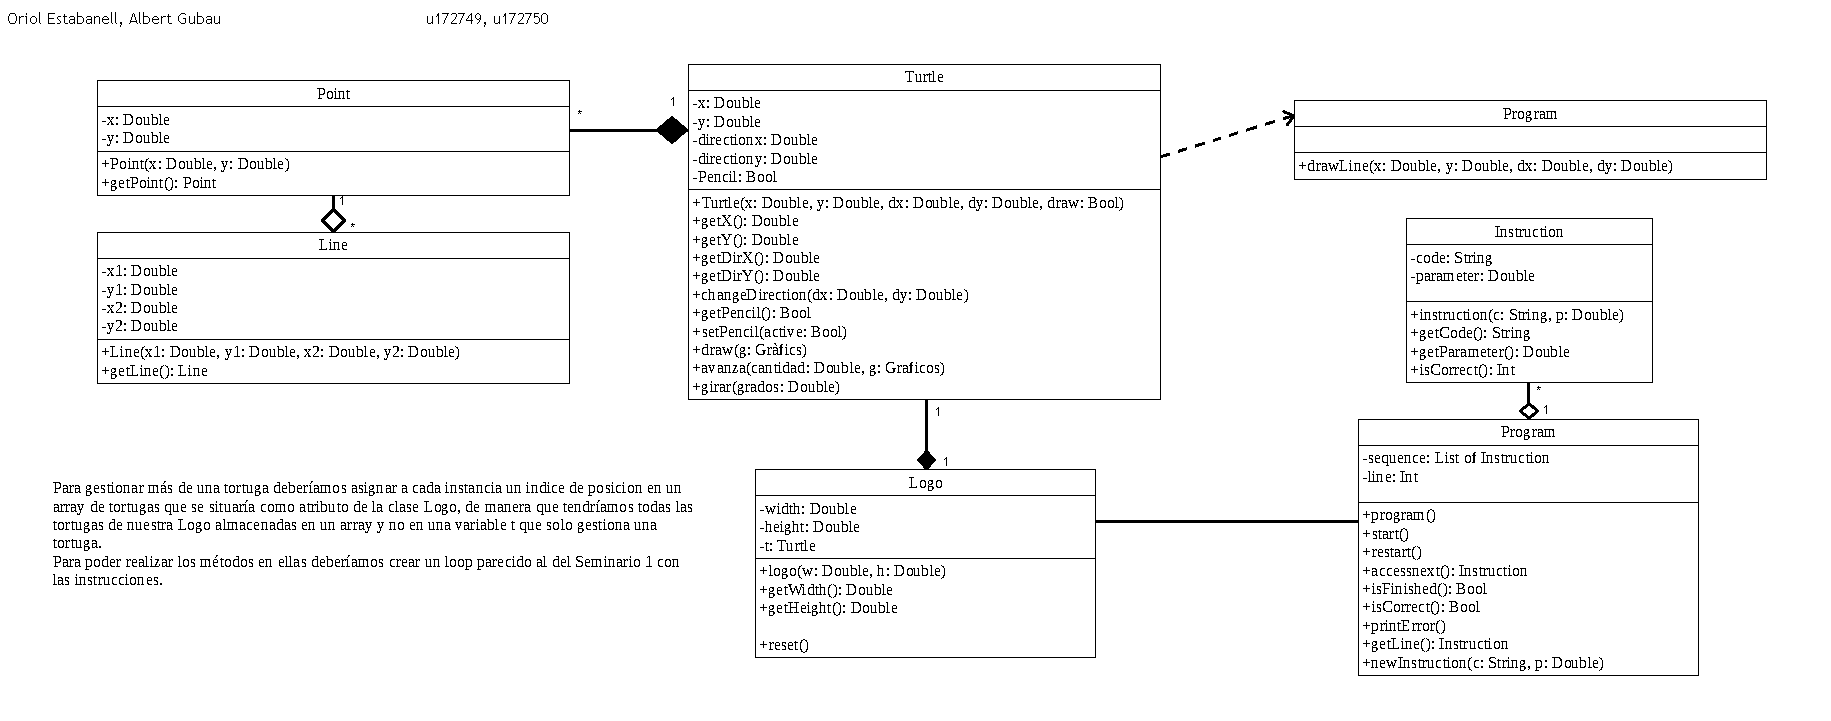 Oriol Estabanell, Albert Gubau
u172749, u172750
Point
-x: Double
-y: Double
+Point(x: Double, y: Double)
+getPoint(): Point
*
1
1
*
Line
-x1: Double
-y1: Double
-x2: Double
-y2: Double
+Line(x1: Double, y1: Double, x2: Double, y2: Double)
+getLine(): Line
Turtle
-x: Double
-y: Double
-directionx: Double
-directiony: Double
-Pencil: Bool
+Turtle(x: Double, y: Double, dx: Double, dy: Double, draw: Bool)
+getX(): Double
+getY(): Double
+getDirX(): Double
+getDirY(): Double
+changeDirection(dx: Double, dy: Double)
+getPencil(): Bool
+setPencil(active: Bool)
+draw(g: Gràfics)
+avanza(cantidad: Double, g: Graficos)
+girar(grados: Double)
Program
+drawLine(x: Double, y: Double, dx: Double, dy: Double)
Instruction
-code: String
-parameter: Double
+instruction(c: String, p: Double)
+getCode(): String
+getParameter(): Double
+isCorrect(): Int
*
1
1
1
Logo
-width: Double
-height: Double
-t: Turtle
+logo(w: Double, h: Double)
+getWidth(): Double
+getHeight(): Double
+reset()
Program
-sequence: List of Instruction
-line: Int
+program()
+start()
+restart()
+accessnext(): Instruction
+isFinished(): Bool
+isCorrect(): Bool
+printError()
+getLine(): Instruction
+newInstruction(c: String, p: Double)
Para gestionar más de una tortuga deberíamos asignar a cada instancia un indice de posicion en un
array de tortugas que se situaría como atributo de la clase Logo, de manera que tendríamos todas las
tortugas de nuestra Logo almacenadas en un array y no en una variable t que solo gestiona una
tortuga.
Para poder realizar los métodos en ellas deberíamos crear un loop parecido al del Seminario 1 con
las instrucciones.